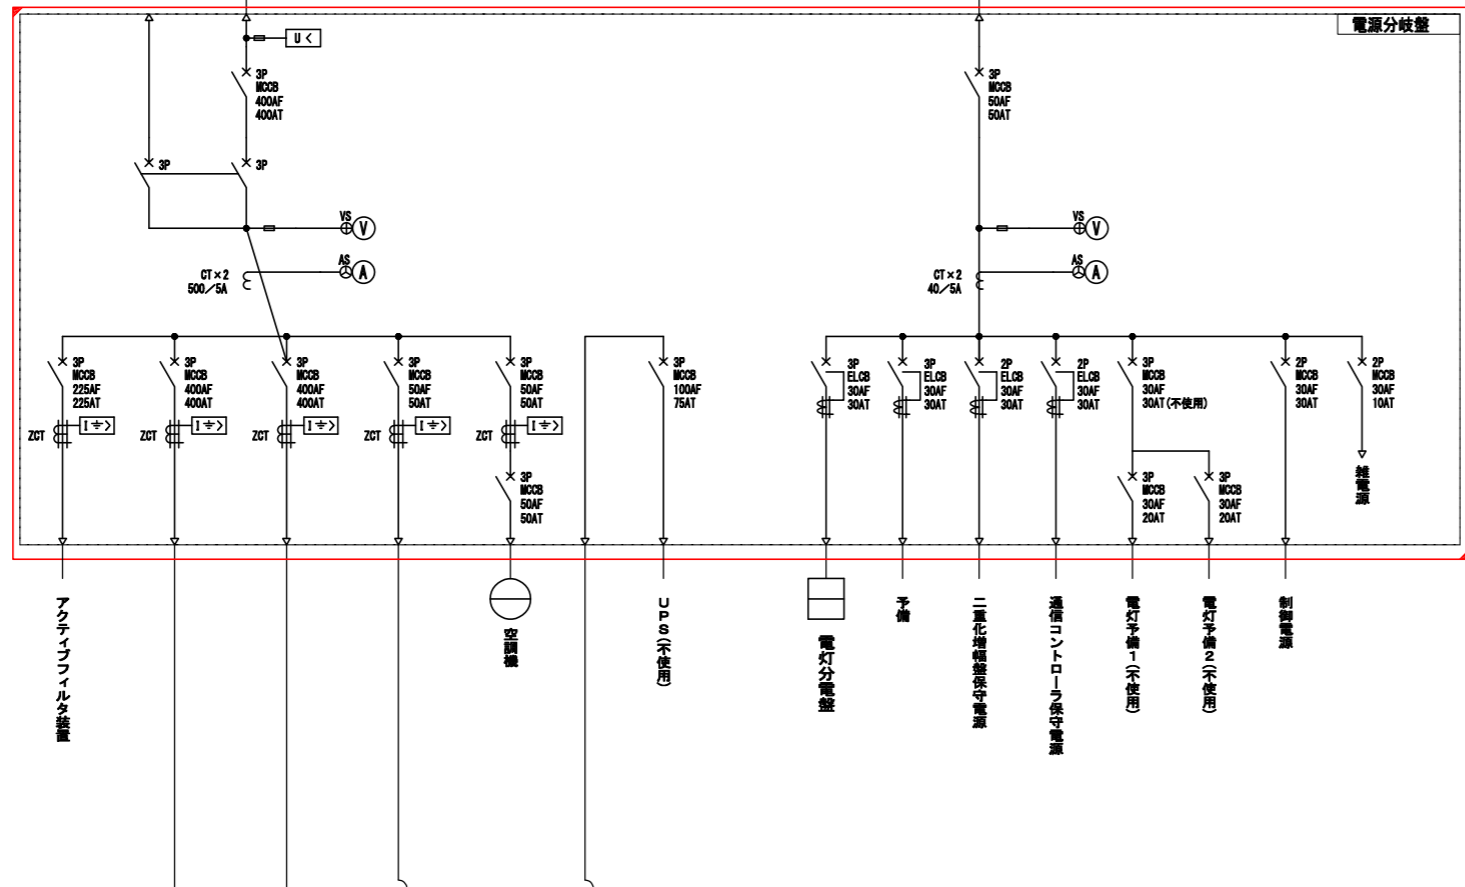 電源分岐盤
U<
3P
MCCB
400AF
400AT
3P
MCCB
50AF
50AT
3P
3P
VS
V
AS
A
CT×2
500/5A
VS
V
AS
A
CT×2
40/5A
3P
MCCB
225AF
225AT
ZCT
I
>
3P
MCCB
400AF
400AT
ZCT
I
>
3P
MCCB
400AF
400AT
ZCT
I
>
3P
MCCB
50AF
50AT
ZCT
I
>
3P
MCCB
50AF
50AT
ZCT
I
>
3P
MCCB
50AF
50AT
3P
MCCB
100AF
75AT
3P
ELCB
30AF
30AT
3P
ELCB
30AF
30AT
2P
ELCB
30AF
30AT
2P
ELCB
30AF
30AT
3P
MCCB
30AF
30AT(不使用)
3P
MCCB
30AF
20AT
3P
MCCB
30AF
20AT
2P
MCCB
30AF
30AT
2P
MCCB
30AF
10AT
雑電源
アクティブフィルタ装置
空調機
UPS(不使用)
電灯分電盤
予備
二重化増幅盤保守電源
通信コントローラ保守電源
電灯予備1(不使用)
電灯予備2(不使用)
制御電源